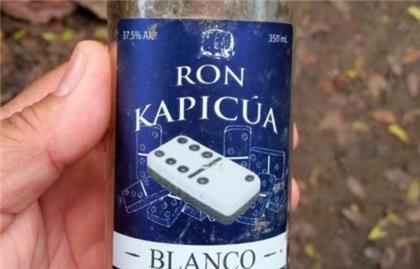 37.5% Alc.
350 mL
RON
KAPICÚA
BLANCO